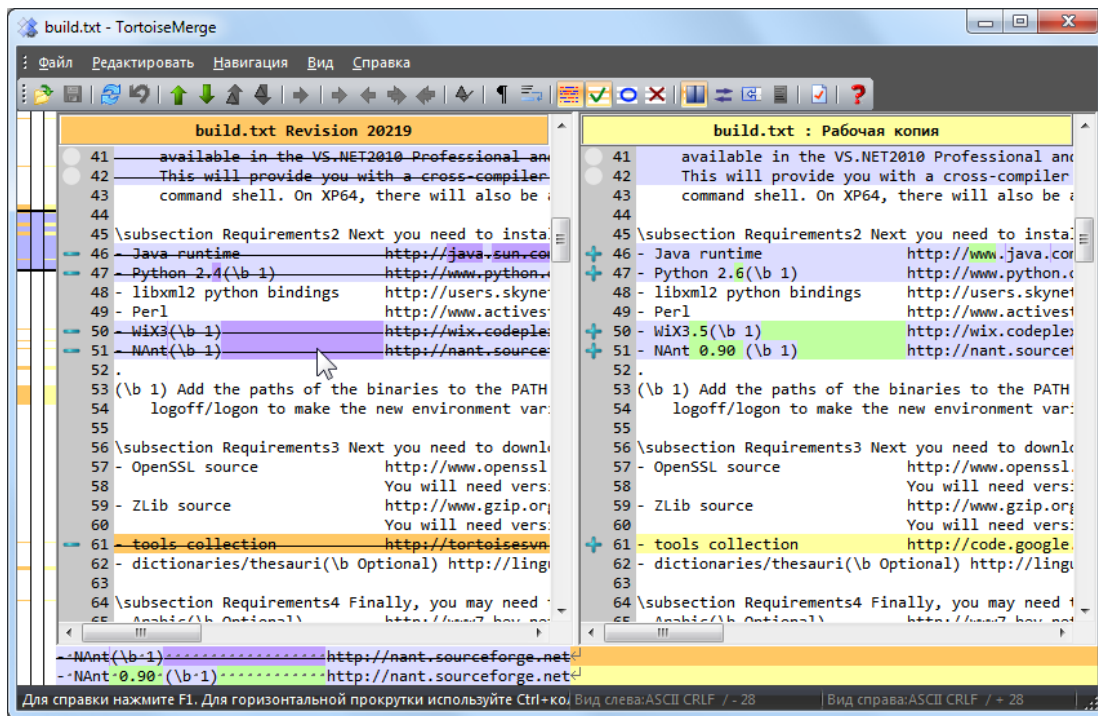 build.txt - TortoiseMerge
Файл Редактировать Навигация Вид Справка
build.txt Revision 20219
41 available in the VS.NET2010 Professional and
42 This will provide you with a cross-compiler
43 command shell. On XP64, there will also be
44
45 \subsection Requirements2 Next you need to insta
46 - Java runtime http://java.sun.co
47 - Python 2.4(\b 1) http://www.python.
48 - libxml2 python bindings http://users.skyne
49 - Perl http://www.actives
50 - WiX3(\b 1) http://wix.codeple
51 - NAnt(\b 1) http://nant.source
52 .
53 (\b 1) Add the paths of the binaries to the PATH
54 logoff/logon to make the new environment var
55
56 \subsection Requirements3 Next you need to downl
57 - OpenSSL source http://www.openssl
58 You will need vers
59 - ZLib source http://www.gzip.or
60 You will need vers
61 - tools collection http://tortoisesvn
62 - dictionaries/thesauri(\b Optional) http://ling
63
64 \subsection Requirements4 Finally, you may need
65 - Arabic(\b Optional)
build.txt : Рабочая копия
41 available in the VS.NET2010 Professional and
42 This will provide you with a cross-compiler
43 command shell. On XP64, there will also be a
44
45 \subsection Requirements2 Next you need to insta
46 - Java runtime http://www.java.com
47 - Python 2.6(\b 1) http://www.python.o
48 - libxml2 python bindings http://users.skynet
49 - Perl http://www.activest
50 - WiX3.5(\b 1) http://wix.codeplex
51 - NAnt 0.90 (\b 1) http://nant.sourcef
52 .
53 (\b 1) Add the paths of the binaries to the PATH
54 logoff/logon to make the new environment var
55
56 \subsection Requirements3 Next you need to downl
57 - OpenSSL source http://www.openssl.
58 You will need vers
59 - ZLib source http://www.gzip.org
60 You will need vers
61 - tools collection http://code.google.
62 - dictionaries/thesauri(\b Optional) http://lingu
63
64 \subsection Requirements4 Finally, you may need t
65 - Arabic(\b Optional)
- NAnt(\b 1) http://nant.sourceforge.net
- NAnt 0.90 (\b 1) http://nant.sourceforge.net
Для справки нажмите F1. Для горизонтальной прокрутки используйте Ctrl+ко Вид слева:ASCII CRLF / - 28 Вид справа:ASCII CRLF / + 28